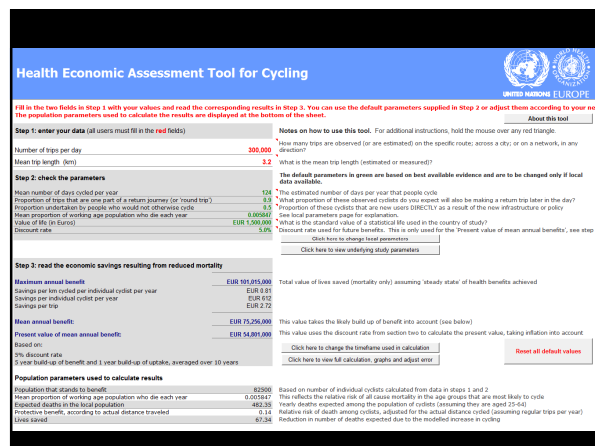 Health Economic Assessment Tool for Cycling
WORLD HEALTH
UNITED NATIONS EUROPE
Fill in the two fields in Step 1 with your values and read the corresponding results in Step 3. You can use the default parameters supplied in Step 2 or adjust them according to your ne
The population parameters used to calculate the results are displayed at the bottom of the sheet.
About this tool
Step 1: enter your data (all users must fill in the red fields)
Notes on how to use this tool. For additional instructions, hold the mouse over any red triangle.
Number of trips per day 300,000
How many trips are observed (or are estimated) on the specific route; across a city; or on a network, in any
direction?
Mean trip length (km) 3.2 What is the mean trip length (estimated or measured)?
Step 2: check the parameters
The default parameters in green are based on best available evidence and are to be changed only if local
data available.
Mean number of days cycled per year 124 The estimated number of days per year that people cycle
Proportion of trips that are one part of a return journey (or 'round trip') 0.9 What proportion of these observed cyclists do you expect will also be making a return trip later in the day?
Proportion undertaken by people who would not otherwise cycle 0.5 Proportion of these cyclists that are new users DIRECTLY as a result of the new infrastructure or policy
Mean proportion of working age population who die each year 0.005847 See local parameters page for explanation.
Value of life (in Euros) EUR 1,500,000 What is the standard value of a statistical life used in the country of study?
Discount rate 5.0% Discount rate used for future benefits. This is only used for the 'Present value of mean annual benefits', see step
Click here to change local parameters
Click here to view underlying study parameters
Step 3: read the economic savings resulting from reduced mortality
Maximum annual benefit EUR 101,015,000 Total value of lives saved (mortality only) assuming 'steady state' of health benefits achieved
Savings per km cycled per individual cyclist per year EUR 0.81
Savings per individual cyclist per year EUR 612
Savings per trip EUR 2.72
Mean annual benefit: EUR 75,256,000 This value takes the likely build up of benefit into account (see below)
Present value of mean annual benefit: EUR 54,801,000 This value uses the discount rate from section two to calculate the present value, taking inflation into account
Based on:
Click here to change the timeframe used in calculation
Reset all default values
5% discount rate
5 year build-up of benefit and 1 year build-up of uptake, averaged over 10 years
Click here to view full calculation, graphs and adjust error
Population parameters used to calculate results
Population that stands to benefit 82500 Based on number of individual cyclists calculated from data in steps 1 and 2
Mean proportion of working age population who die each year 0.005847 This reflects the relative risk of all cause mortality in the age groups that are most likely to cycle
Expected deaths in the local population 482.35 Yearly deaths expected among the population of cyclists (assuming they are aged 25-64)
Protective benefit, according to actual distance traveled 0.14 Relative risk of death among cyclists, adjusted for the actual distance cycled (assuming regular trips per year)
Lives saved 67.34 Reduction in number of deaths expected due to the modelled increase in cycling